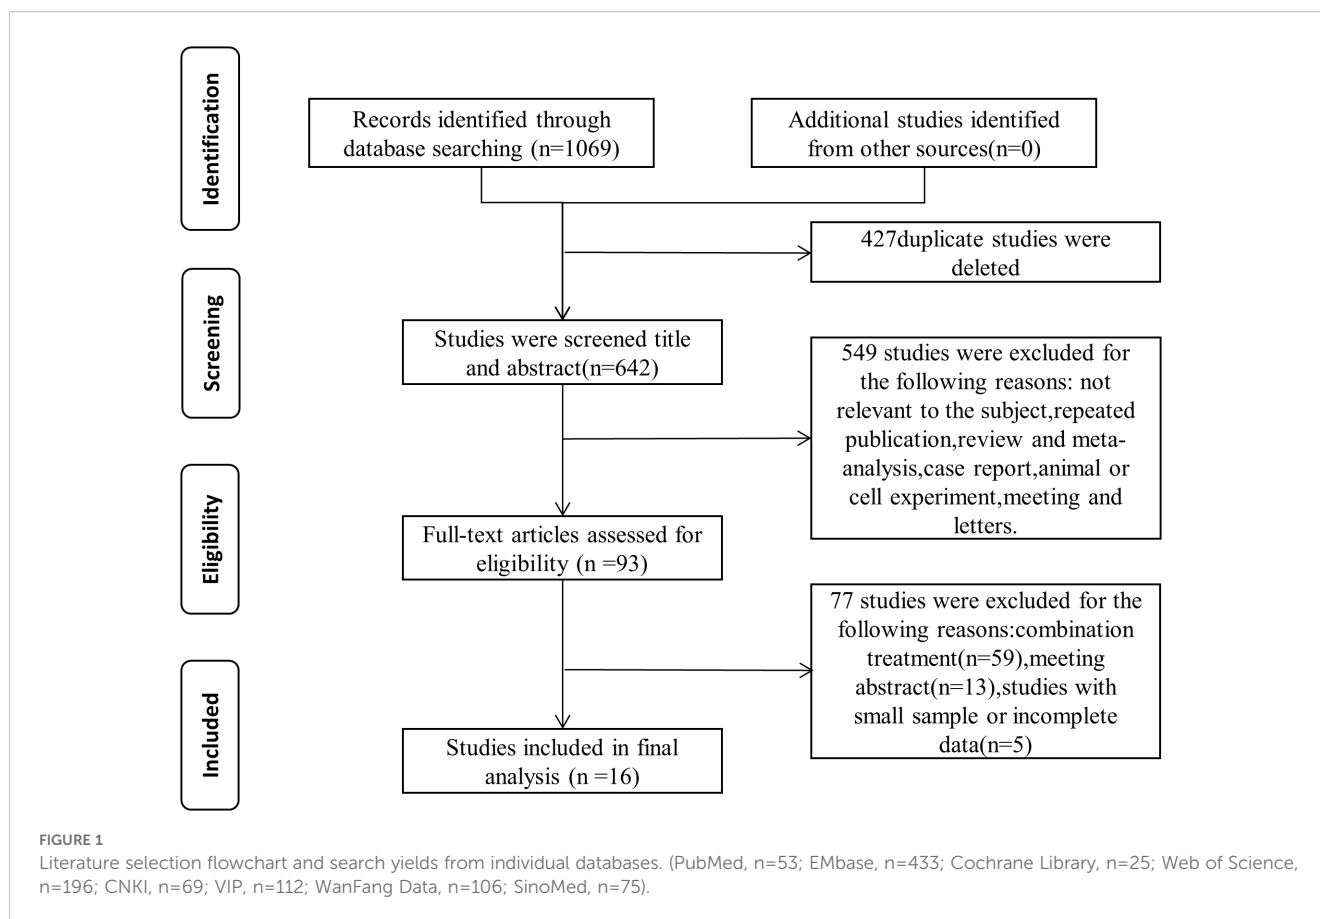 Identification
Records identified through
database searching (n=1069)
Additional studies identified
from other sources(n=0)
427duplicate studies were
deleted
Screening
Studies were screened title
and abstract(n=642)
549 studies were excluded for
the following reasons: not
relevant to the subject,repeated
publication,review and meta-
analysis,case report,animal or
cell experiment,meeting and
letters.
Eligibility
Full-text articles assessed for
eligibility (n =93)
77 studies were excluded for the
following reasons:combination
treatment(n=59),meeting
abstract(n=13),studies with
small sample or incomplete
data(n=5)
Included
Studies included in final
analysis (n =16)
FIGURE 1
Literature selection flowchart and search yields from individual databases. (PubMed, n=53; EMbase, n=433; Cochrane Library, n=25; Web of Science,
n=196; CNKI, n=69; VIP, n=112; WanFang Data, n=106; SinoMed, n=75).